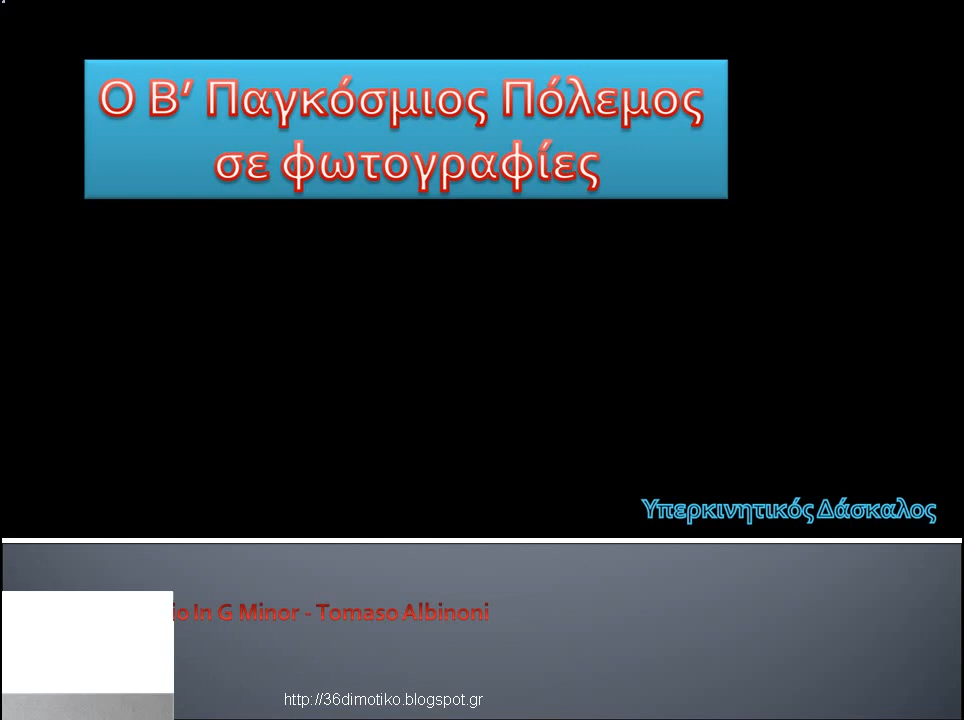 Ο Β’ Παγκόσμιος Πόλεμος
σε φωτογραφίες
Υπερκινητικός Δάσκαλος
In G Minor - Tomaso Albinoni
http://36dimotiko.blogspot.gr